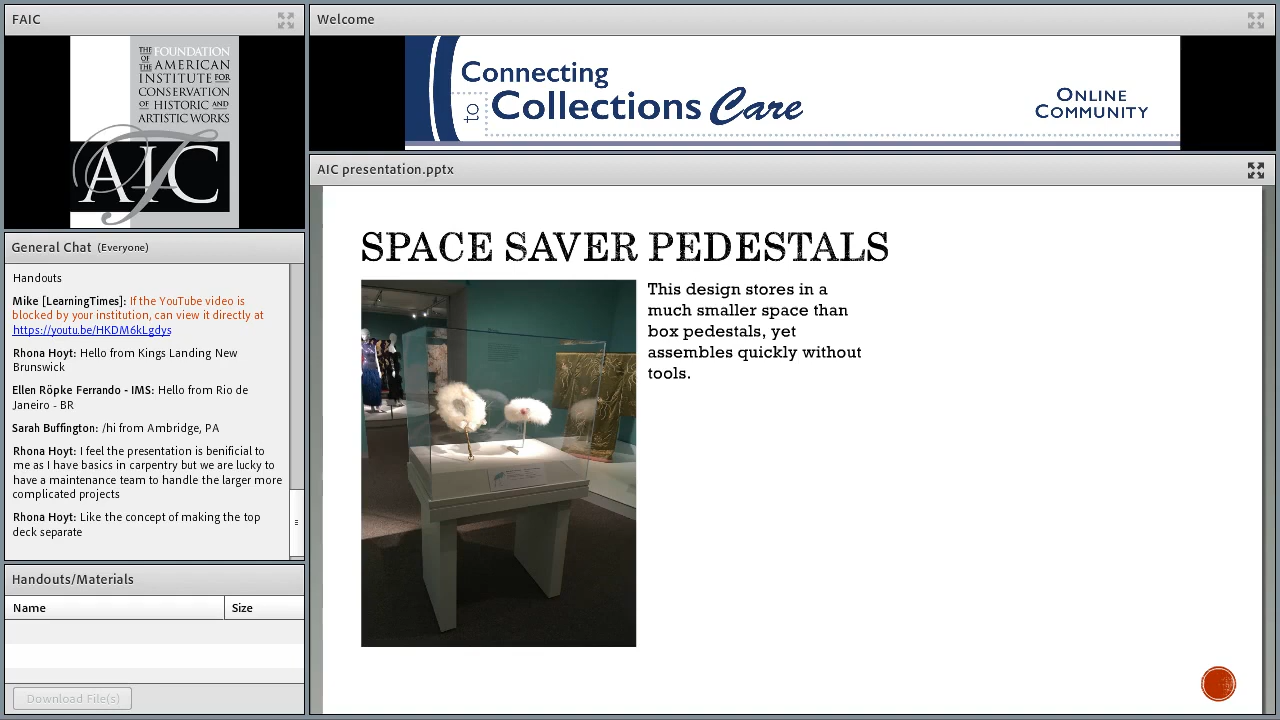 FAIC
THE FOUNDATION
OF THE AMERICAN
INSTITUTE FOR
CONSERVATION
OF HISTORIC AND
ARTISTIC WORKS
FAIC
Welcome
Connecting
to Collections Care
ONLINE
COMMUNITY
General Chat (Everyone)
Handouts
Mike [LearningTimes]: If the YouTube video is
blocked by your institution, can view it directly at
https://youtu.be/HKDM6kLgdys
Rhona Hoyt: Hello from Kings Landing New
Brunswick
Ellen Röpke Ferrando - IMS: Hello from Rio de
Janeiro - BR
Sarah Buffington: /hi from Ambridge, PA
Rhona Hoyt: I feel the presentation is benificial to
me as I have basics in carpentry but we are lucky to
have a maintenance team to handle the larger more
complicated projects
Rhona Hoyt: Like the concept of making the top
deck separate
Handouts/Materials
Name Size
Download File(s)
AIC presentation.pptx
SPACE SAVER PEDESTALS
This design stores in a
much smaller space than
box pedestals, yet
assembles quickly without
tools.